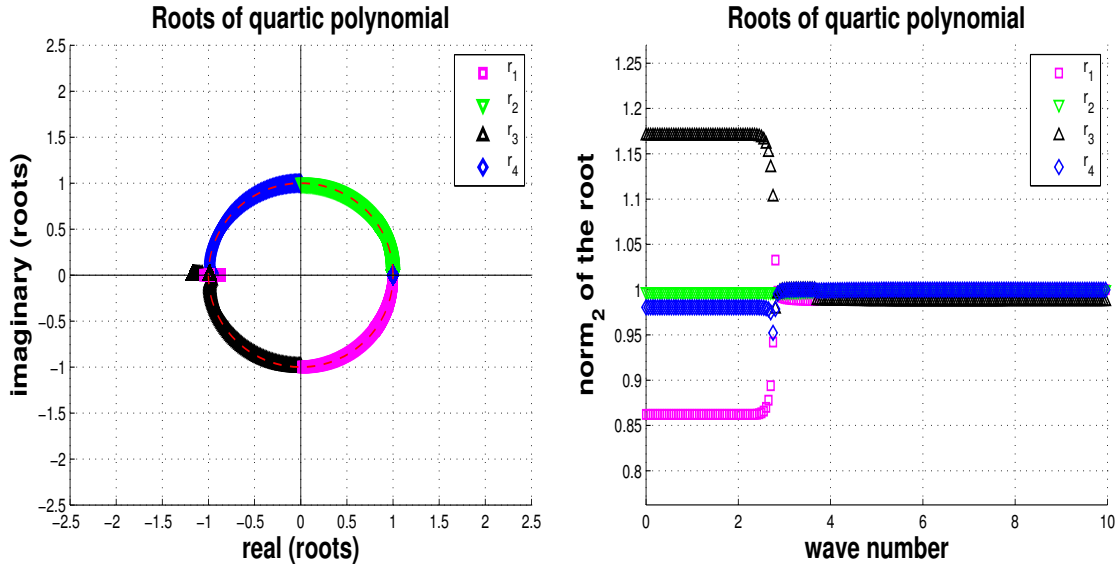 Roots of quartic polynomial
2.5
2
1.5
1
0.5
0
−0.5
−1
−1.5
−2
−2.5
−2.5 −2 −1.5 −1 −0.5 0 0.5 1 1.5 2 2.5
imaginary (roots)
real (roots)
r1
r2
r3
r4
Roots of quartic polynomial
1.25
1.2
1.15
1.1
1.05
1
0.95
0.9
0.85
0.8
0 2 4 6 8 10
norm2 of the root
wave number
r1
r2
r3
r4